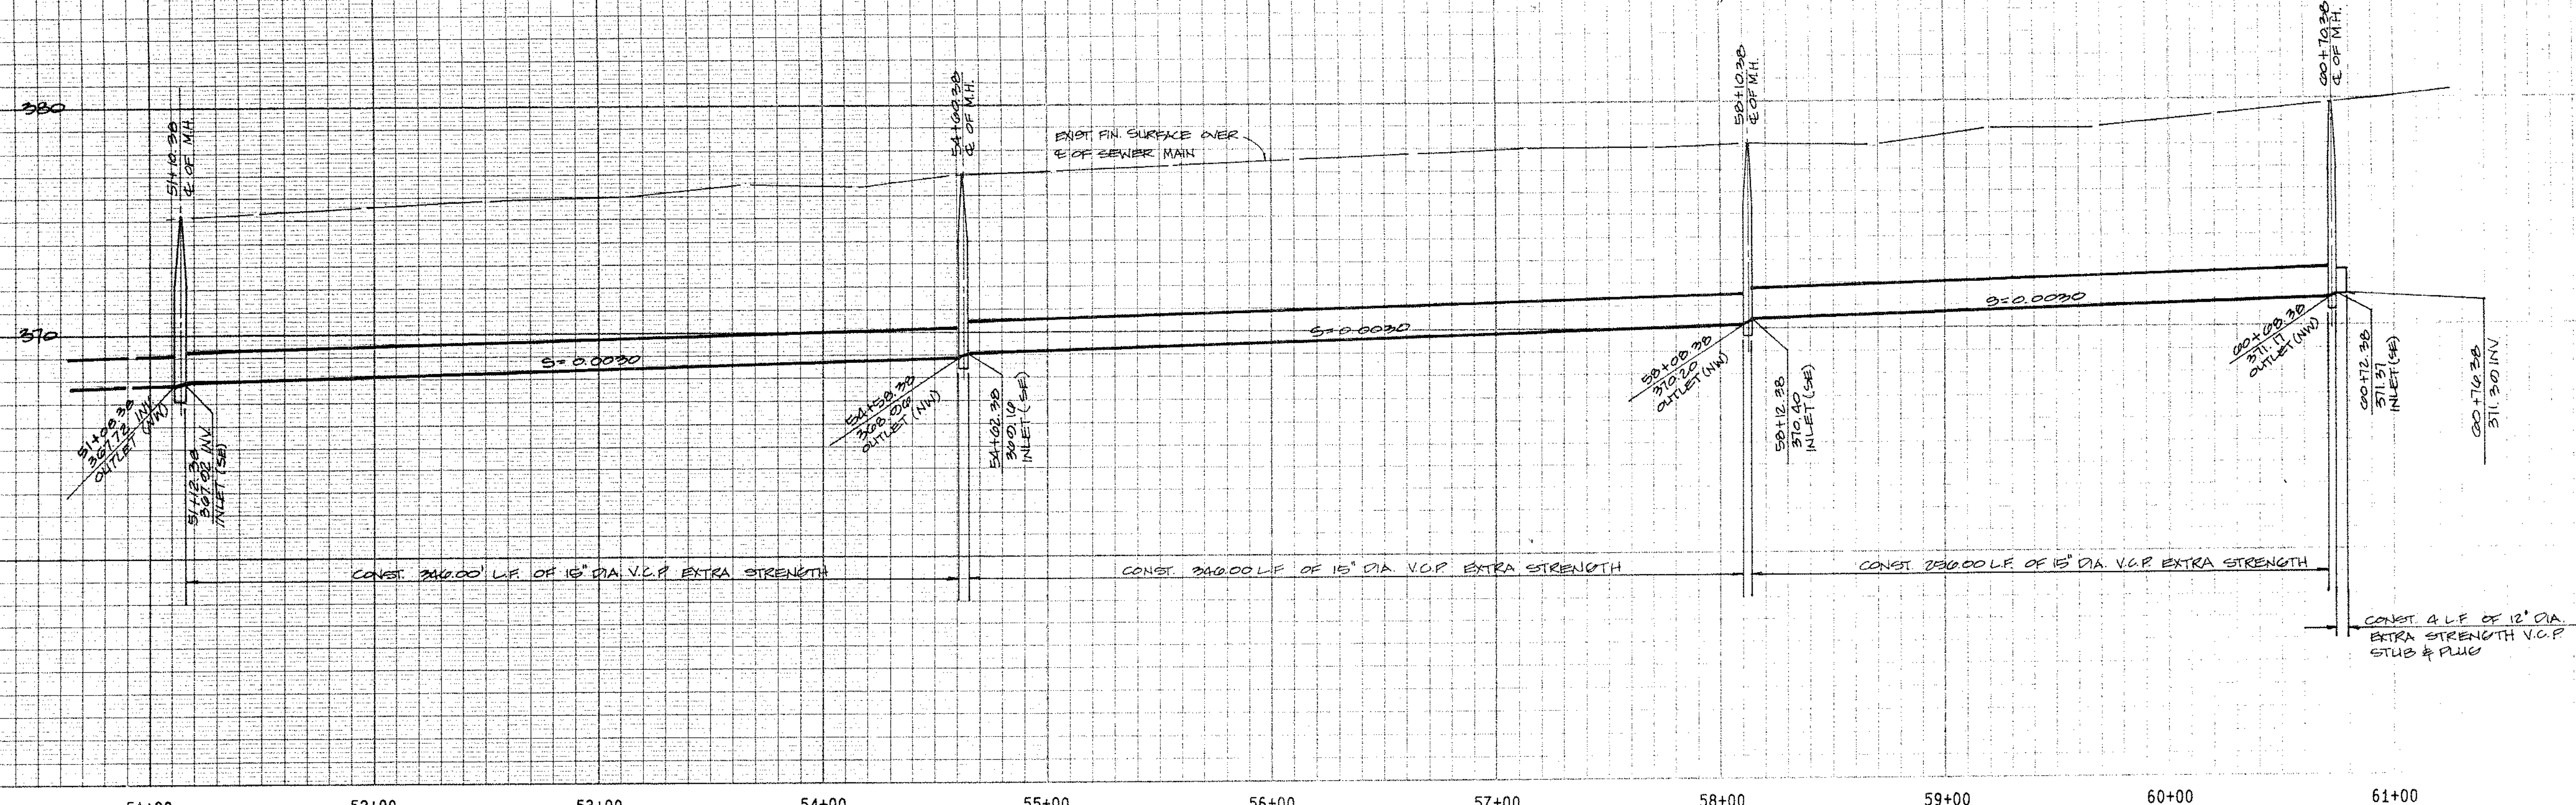 380
370
51+10.38
₵ OF M.H.
54+60.38
₵ OF M.H.
58+10.38
₵ OF M.H.
60+70.38
₵ OF M.H.
EXIST. FIN. SURFACE OVER
₵ OF SEWER MAIN
S= 0.0030
S=0.0030
S=0.0030
51+08.38
367.72 INV.
OUTLET (NW)
51+12.38
INV.
INLET (SE)
54+58.38
OUTLET (NW)
54+62.38
INLET (SE)
58+08.38
370.20
OUTLET (NW)
58+12.38
370.40
INLET (SE)
60+68.38
371.17
OUTLET (NW)
60+72.38
371.37
INLET (SE)
60+76.38
INV
CONST. 346.00' L.F. OF 15" DIA. V.C.P. EXTRA STRENGTH
CONST. 346.00 L.F. OF 15" DIA. V.C.P. EXTRA STRENGTH
CONST. 256.00 L.F. OF 15" DIA. V.C.P. EXTRA STRENGTH
CONST. 4 L.F. OF 12" DIA.
EXTRA STRENGTH V.C.P.
STUB & PLUG
51+00 52+00 53+00 54+00 55+00 56+00 57+00 58+00 59+00 60+00 61+00